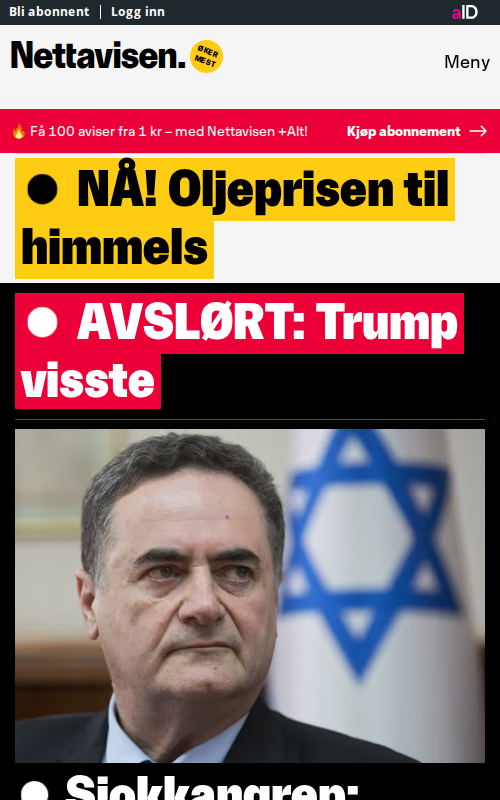 Bli abonnent | Logg inn
aID
Nettavisen.
ØKER
MEST
Meny
🔥 Få 100 aviser fra 1 kr – med Nettavisen +Alt!
Kjøp abonnement →
NÅ! Oljeprisen til
himmels
AVSLØRT: Trump
visste
Sjokkangrep: